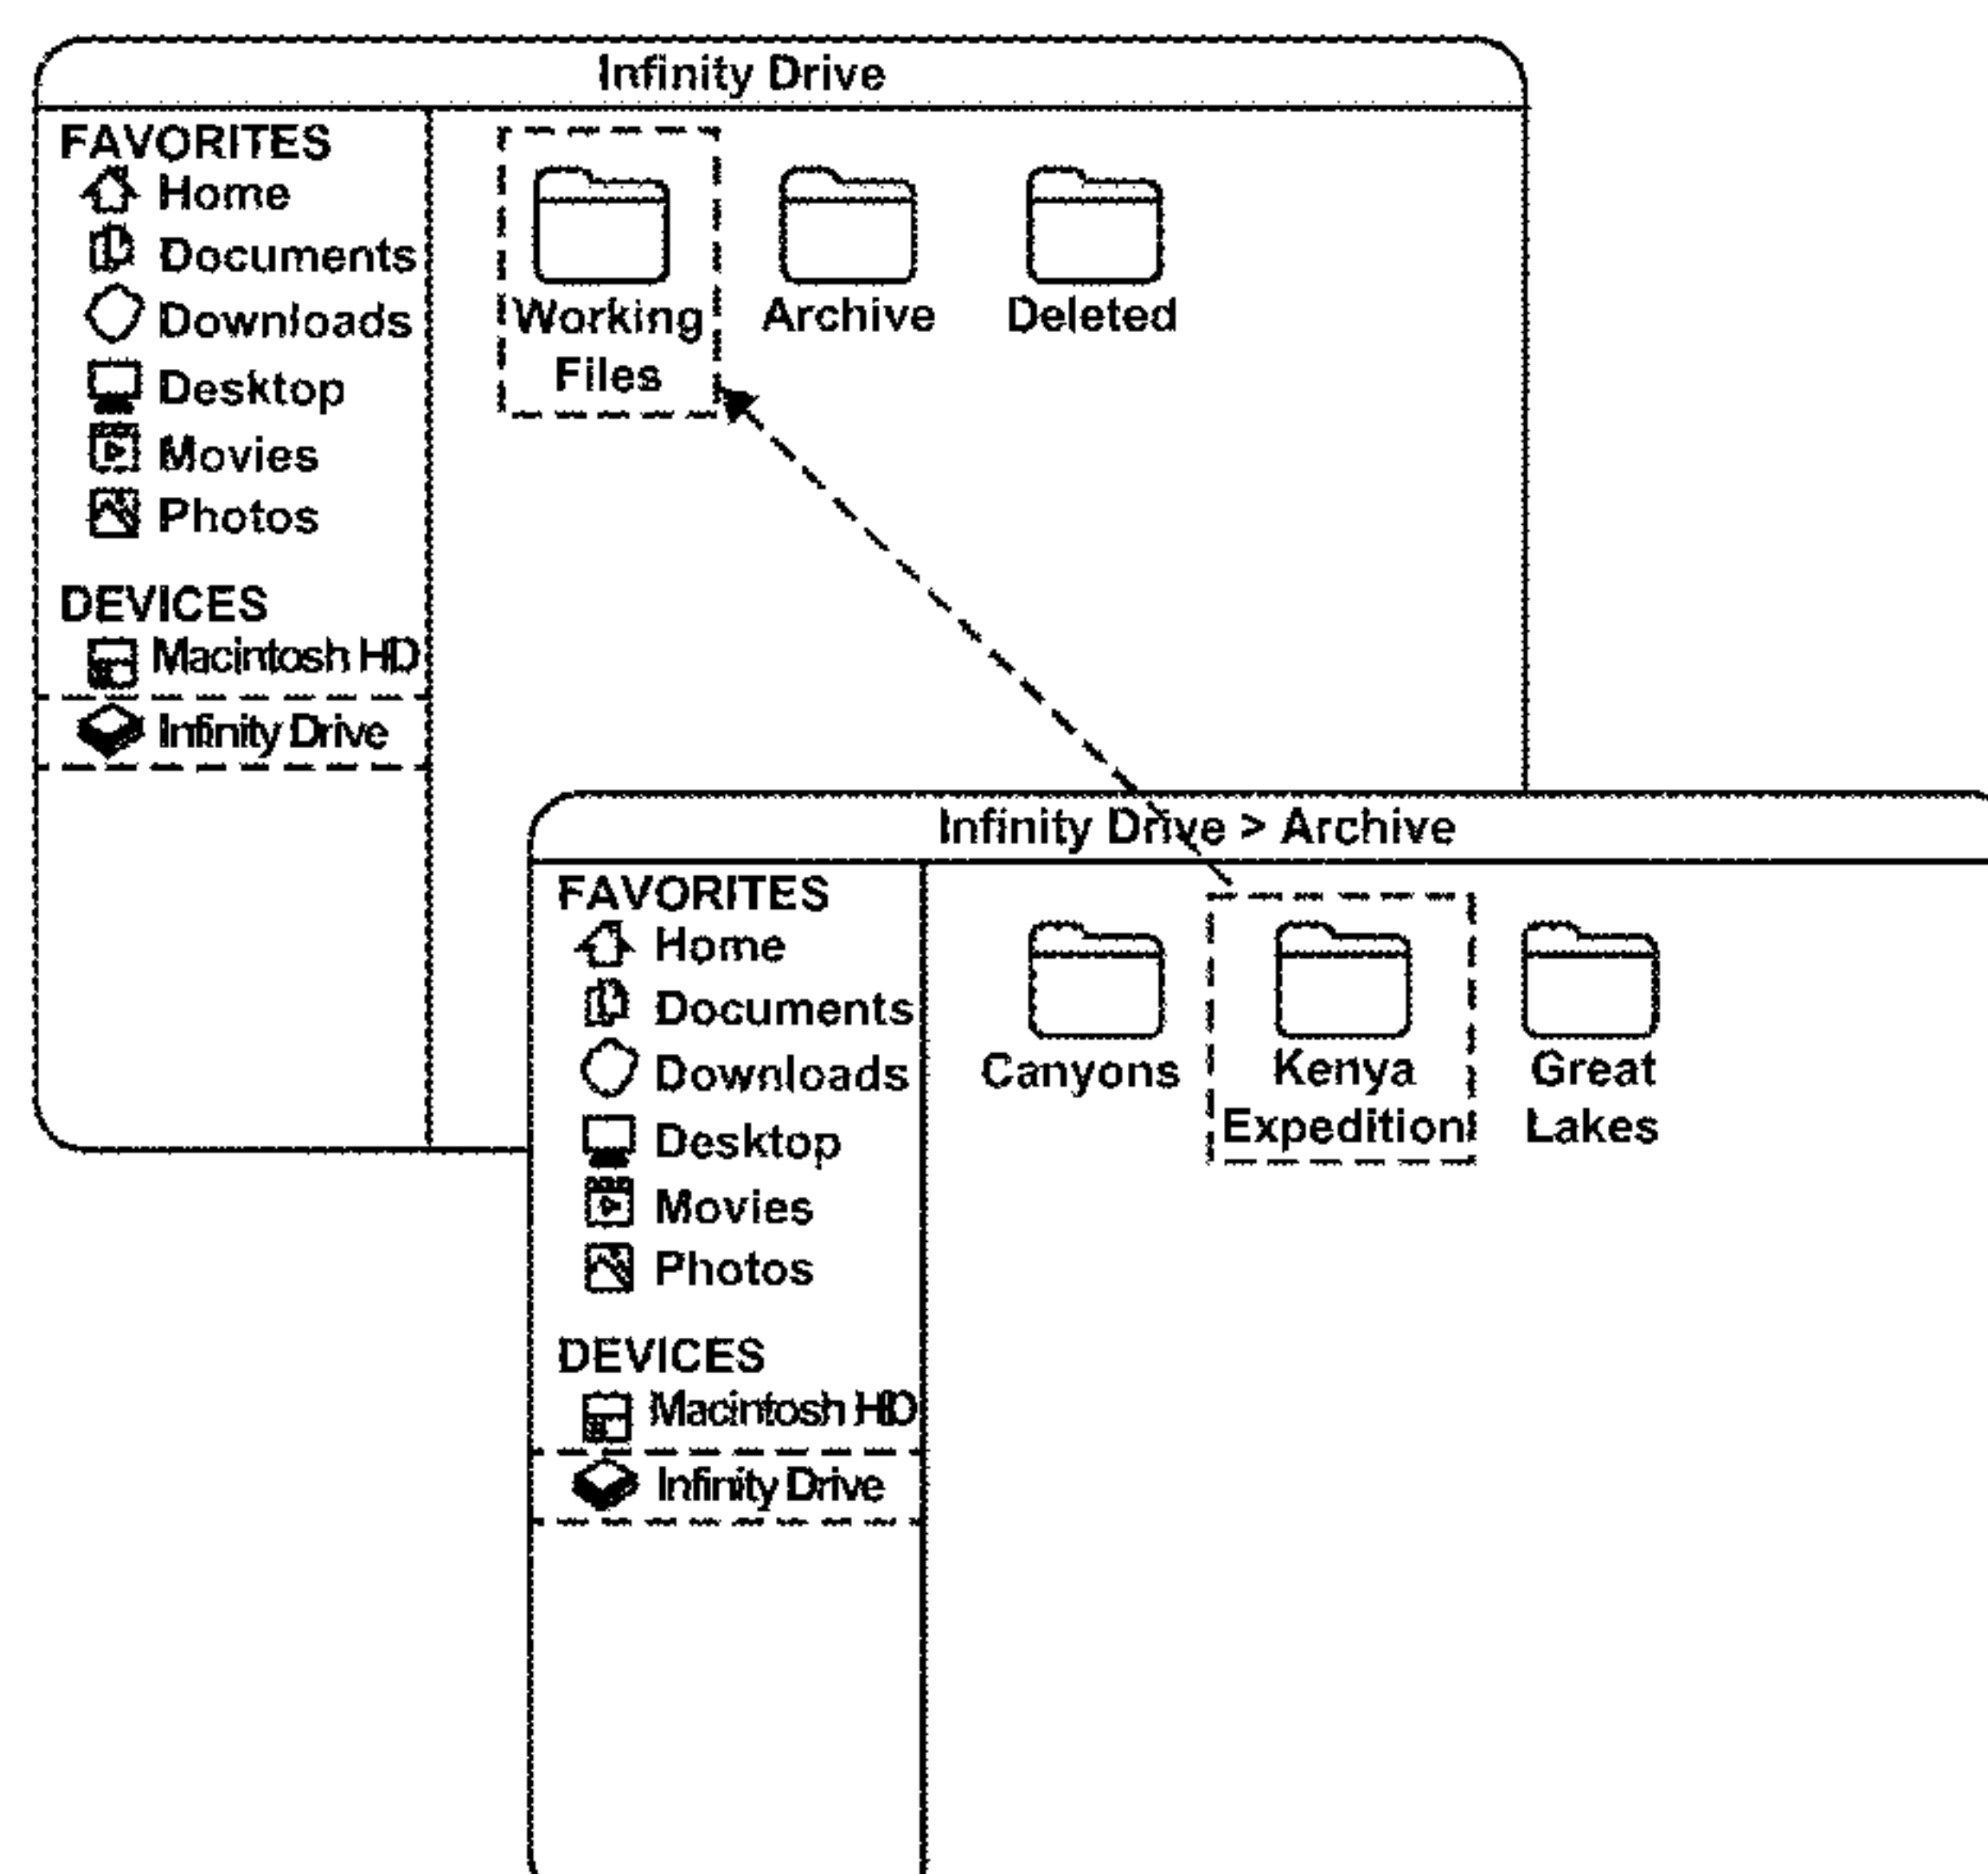 Infinity Drive
FAVORITES
Home
Documents
Downloads
Desktop
Movies
Photos
DEVICES
Macintosh HD
Infinity Drive
Working
Files
Archive
Deleted
Infinity Drive > Archive
FAVORITES
Home
Documents
Downloads
Desktop
Movies
Photos
DEVICES
Macintosh HD
Infinity Drive
Canyons
Kenya
Expedition
Great
Lakes